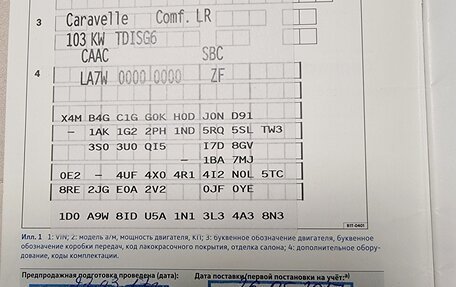 3 Caravelle Comf. LR
103 KW TDISG6
CAAC SBC
4 LA7W 0000 0000 ZF
X4M B4G C1G G0K H0D J0N D91
- 1AK 1G2 2PH 1ND 5RQ 5SL TW3
3S0 3U0 QI5 I7D 8GV
- 1BA 7MJ
0E2 - 4UF 4X0 4R1 4I2 N0L 5TC
8RE 2JG E0A 2V2 0JF 0YE
1D0 A9W 8ID U5A 1N1 3L3 4A3 8N3
B1T-0401
Илл. 1 1: VIN; 2: модель а/м, мощность двигателя, КП; 3: буквенное обозначение двигателя, буквенное
обозначение коробки передач, код лакокрасочного покрытия, отделка салона; 4: дополнительное обору-
дование, коды комплектации.
Предпродажная подготовка проведена (дата):
Дата поставки/первой постановки на учёт:ᵃ⁾